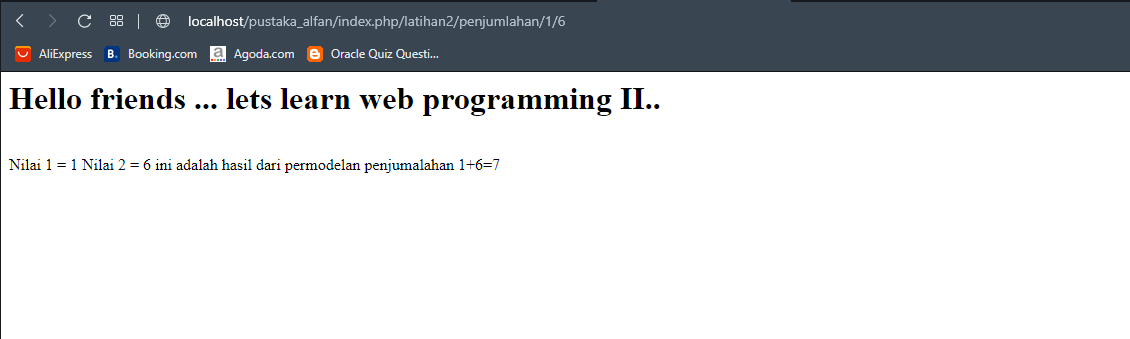 localhost/pustaka_alfan/index.php/latihan2/penjumlahan/1/6
AliExpress B. Booking.com a Agoda.com Oracle Quiz Questi...
Hello friends ... lets learn web programming II..
Nilai 1 = 1 Nilai 2 = 6 ini adalah hasil dari permodelan penjumalahan 1+6=7